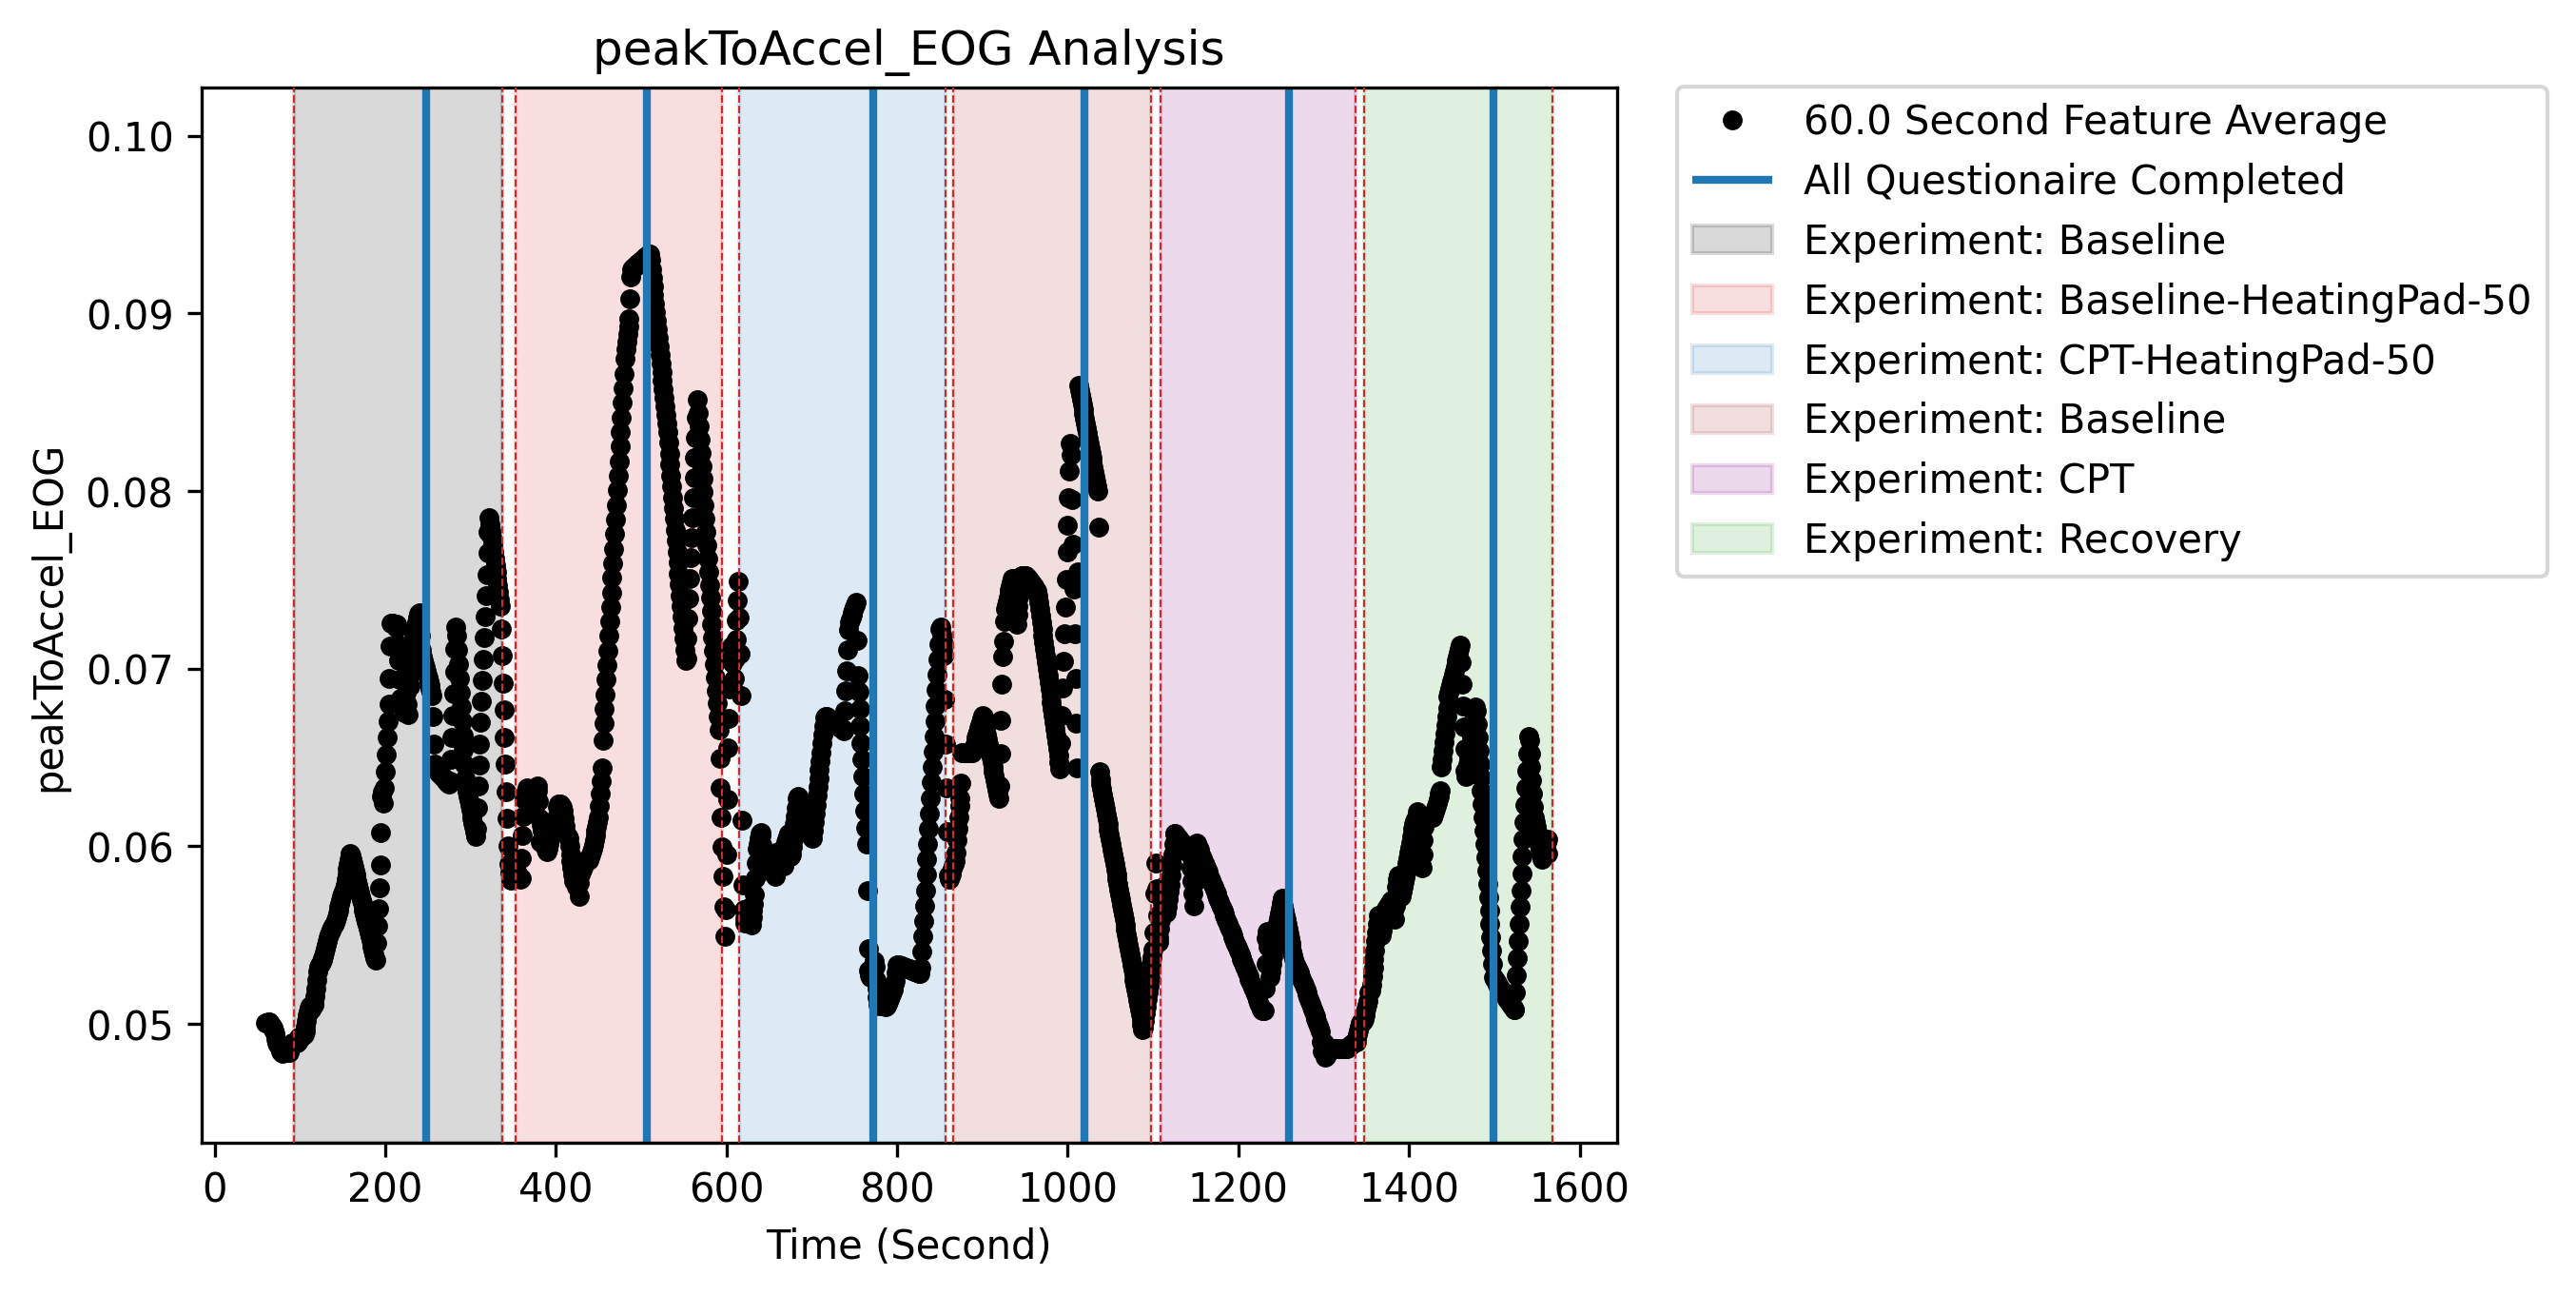 peakToAccel_EOG Analysis
0.10
0.09
0.08
0.07
0.06
0.05
peakToAccel_EOG
0 200 400 600 800 1000 1200 1400 1600
Time (Second)
60.0 Second Feature Average
All Questionaire Completed
Experiment: Baseline
Experiment: Baseline-HeatingPad-50
Experiment: CPT-HeatingPad-50
Experiment: Baseline
Experiment: CPT
Experiment: Recovery